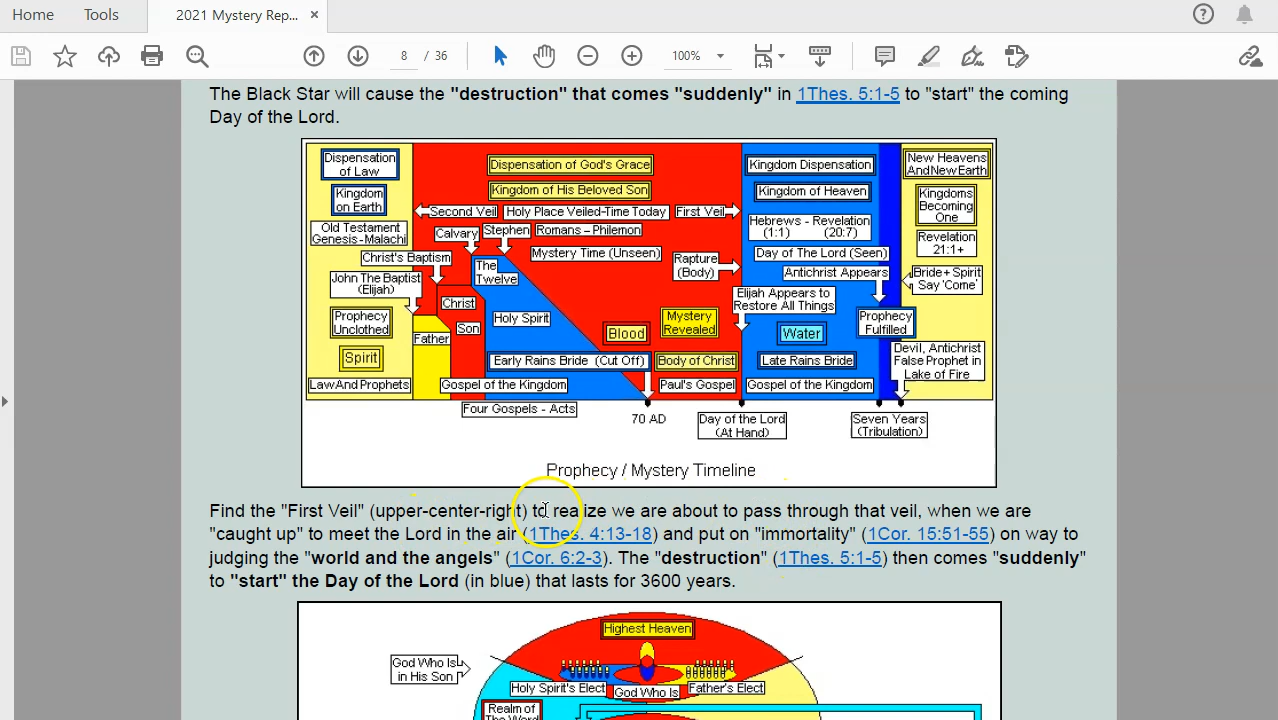 Home
Tools
2021 Mystery Rep...
8 / 36
100%
The Black Star will cause the "destruction" that comes "suddenly" in 1Thes. 5:1-5 to "start" the coming
Day of the Lord.
Dispensation
of Law
Dispensation of God's Grace
Kingdom Dispensation
New Heavens
And New Earth
Kingdom
on Earth
Kingdom of His Beloved Son
Kingdom of Heaven
Kingdoms
Becoming
One
Second Veil
Holy Place Veiled-Time Today
First Veil
Old Testament
Genesis - Malachi
Calvary
Stephen
Romans – Philemon
Hebrews - Revelation
(1:1) (20:7)
Revelation
21:1+
Christ's Baptism
The
Twelve
Mystery Time (Unseen)
Rapture
(Body)
Day of The Lord (Seen)
Antichrist Appears
Bride + Spirit
Say 'Come'
John The Baptist
(Elijah)
Christ
Elijah Appears to
Restore All Things
Prophecy
Unclothed
Son
Holy Spirit
Blood
Mystery
Revealed
Water
Prophecy
Fulfilled
Father
Spirit
Early Rains Bride (Cut Off)
Body of Christ
Late Rains Bride
Devil, Antichrist
False Prophet in
Lake of Fire
Law And Prophets
Gospel of the Kingdom
Paul's Gospel
Gospel of the Kingdom
Four Gospels - Acts
70 AD
Day of the Lord
(At Hand)
Seven Years
(Tribulation)
Prophecy / Mystery Timeline
Find the "First Veil" (upper-center-right) to realize we are about to pass through that veil, when we are
"caught up" to meet the Lord in the air (1Thes. 4:13-18) and put on "immortality" (1Cor. 15:51-55) on way to
judging the "world and the angels" (1Cor. 6:2-3). The "destruction" (1Thes. 5:1-5) then comes "suddenly"
to "start" the Day of the Lord (in blue) that lasts for 3600 years.
Highest Heaven
God Who Is
in His Son
Holy Spirit's Elect
God Who Is
Father's Elect
Realm of
The Word